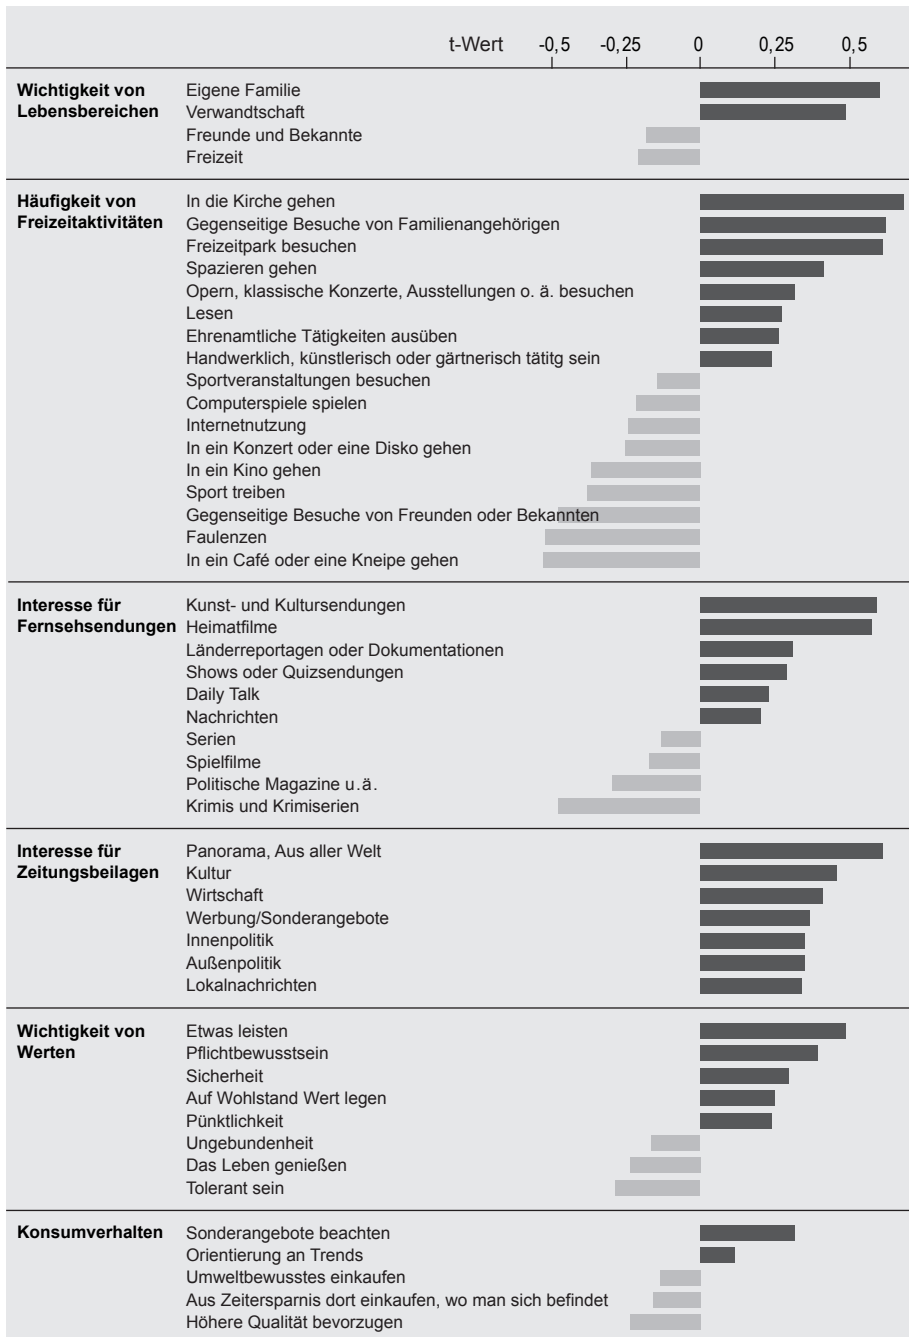 t-Wert -0,5 -0,25 0 0,25 0,5
Wichtigkeit von Eigene Familie
Lebensbereichen Verwandtschaft
Freunde und Bekannte
Freizeit
Häufigkeit von In die Kirche gehen
Freizeitaktivitäten Gegenseitige Besuche von Familienangehörigen
Freizeitpark besuchen
Spazieren gehen
Opern, klassische Konzerte, Ausstellungen o. ä. besuchen
Lesen
Ehrenamtliche Tätigkeiten ausüben
Handwerklich, künstlerisch oder gärtnerisch tätitg sein
Sportveranstaltungen besuchen
Computerspiele spielen
Internetnutzung
In ein Konzert oder eine Disko gehen
In ein Kino gehen
Sport treiben
Gegenseitige Besuche von Freunden oder Bekannten
Faulenzen
In ein Café oder eine Kneipe gehen
Interesse für Kunst- und Kultursendungen
Fernsehsendungen Heimatfilme
Länderreportagen oder Dokumentationen
Shows oder Quizsendungen
Daily Talk
Nachrichten
Serien
Spielfilme
Politische Magazine u.ä.
Krimis und Krimiserien
Interesse für Panorama, Aus aller Welt
Zeitungsbeilagen Kultur
Wirtschaft
Werbung/Sonderangebote
Innenpolitik
Außenpolitik
Lokalnachrichten
Wichtigkeit von Etwas leisten
Werten Pflichtbewusstsein
Sicherheit
Auf Wohlstand Wert legen
Pünktlichkeit
Ungebundenheit
Das Leben genießen
Tolerant sein
Konsumverhalten Sonderangebote beachten
Orientierung an Trends
Umweltbewusstes einkaufen
Aus Zeitersparnis dort einkaufen, wo man sich befindet
Höhere Qualität bevorzugen